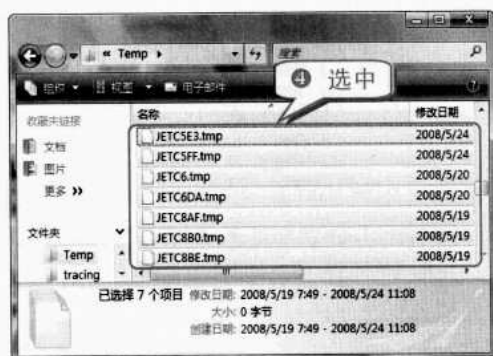 « Temp ▸ 搜索
组织 视图 电子邮件
❹ 选中
收藏夹链接
文档
图片
更多 »
文件夹
Temp
tracing
名称 修改日期
JETC5E3.tmp 2008/5/24
JETC5FF.tmp 2008/5/24
JETC6.tmp 2008/5/20
JETC6DA.tmp 2008/5/20
JETC8AF.tmp 2008/5/19
JETC8B0.tmp 2008/5/19
JETC8BE.tmp 2008/5/19
已选择 7 个项目 修改日期: 2008/5/19 7:49 - 2008/5/24 11:08
大小: 0 字节
创建日期: 2008/5/19 7:49 - 2008/5/24 11:08